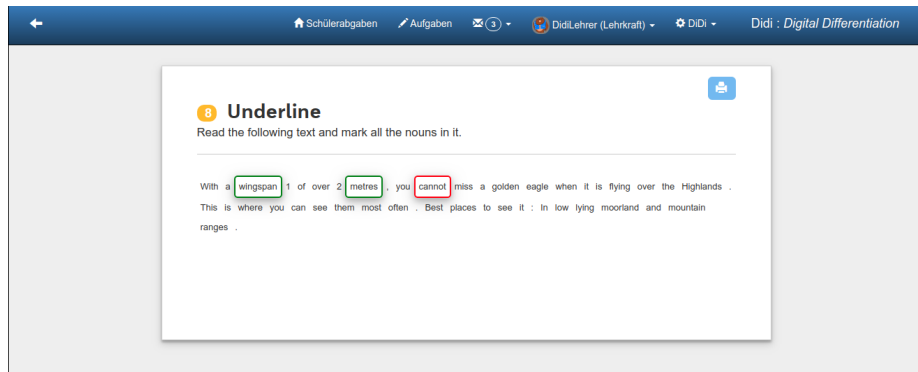 Schülerabgaben Aufgaben 3 DidiLehrer (Lehrkraft) DiDi Didi : Digital Differentiation
8 Underline
Read the following text and mark all the nouns in it.
With a wingspan 1 of over 2 metres , you cannot miss a golden eagle when it is flying over the Highlands .
This is where you can see them most often . Best places to see it : In low lying moorland and mountain
ranges .